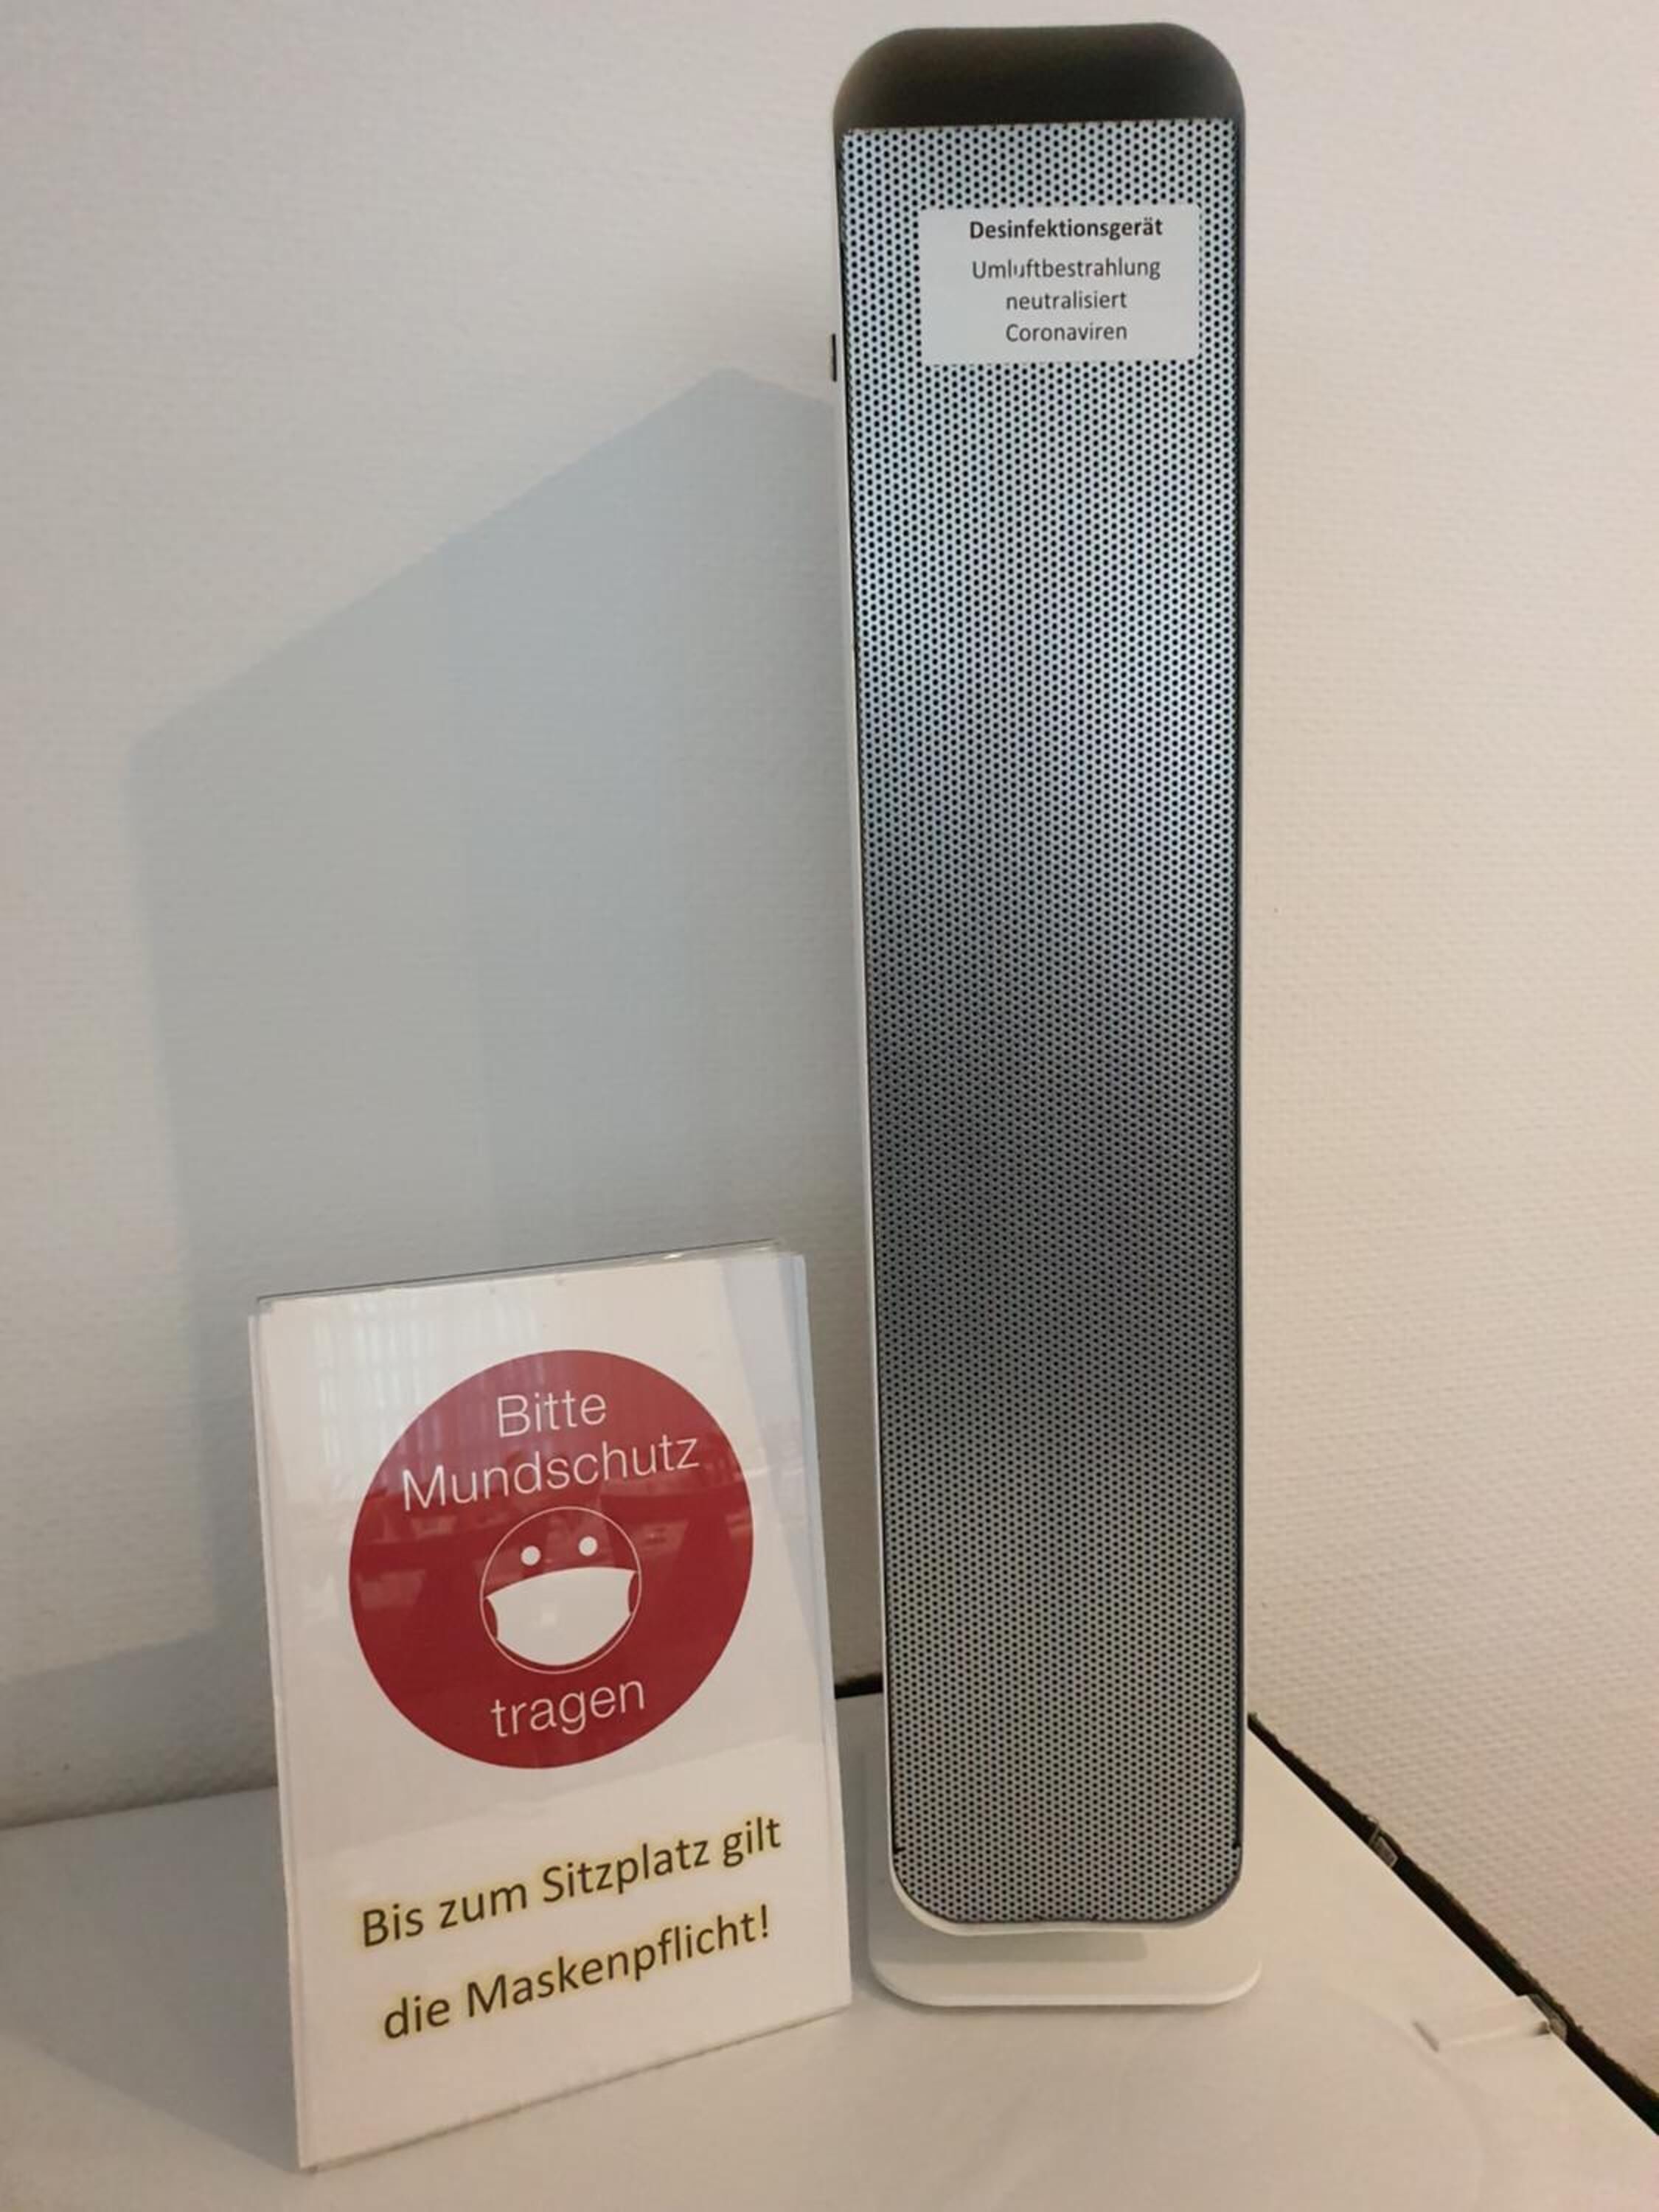 Desinfektionsgerät
Umluftbestrahlung
neutralisiert
Coronaviren
Bitte
Mundschutz
tragen
Bis zum Sitzplatz gilt
die Maskenpflicht!